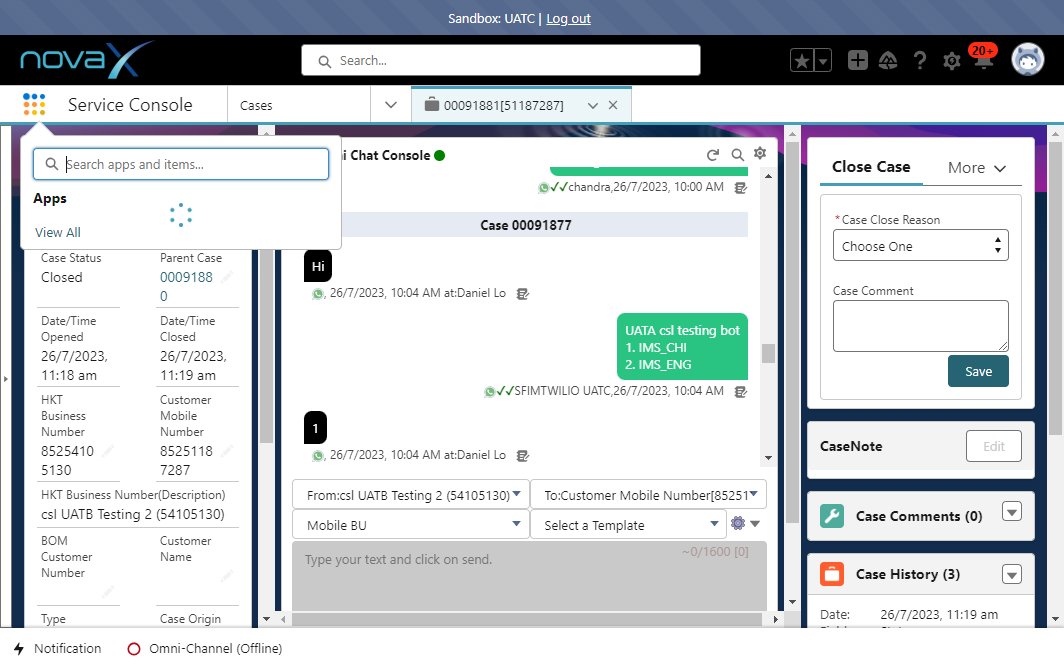 Sandbox: UATC | Log out
novaX
Search...
20+
Service Console
Cases
00091881[51187287]
Search apps and items...
Apps
View All
i Chat Console
chandra,26/7/2023, 10:00 AM
Case 00091877
Hi
, 26/7/2023, 10:04 AM at:Daniel Lo
UATA csl testing bot
1. IMS_CHI
2. IMS_ENG
SFIMTWILIO UATC,26/7/2023, 10:04 AM
1
, 26/7/2023, 10:04 AM at:Daniel Lo
From:csl UATB Testing 2 (54105130)
To:Customer Mobile Number[85251
Mobile BU
Select a Template
Type your text and click on send.
~0/1600 [0]
Case Status
Closed
Parent Case
0009188
0
Date/Time
Opened
26/7/2023,
11:18 am
Date/Time
Closed
26/7/2023,
11:19 am
HKT
Business
Number
8525410
5130
Customer
Mobile
Number
8525118
7287
HKT Business Number(Description)
csl UATB Testing 2 (54105130)
BOM
Customer
Number
Customer
Name
Type
Case Origin
Close Case
More
*Case Close Reason
Choose One
Case Comment
Save
CaseNote
Edit
Case Comments (0)
Case History (3)
Date:
26/7/2023, 11:19 am
Notification
Omni-Channel (Offline)